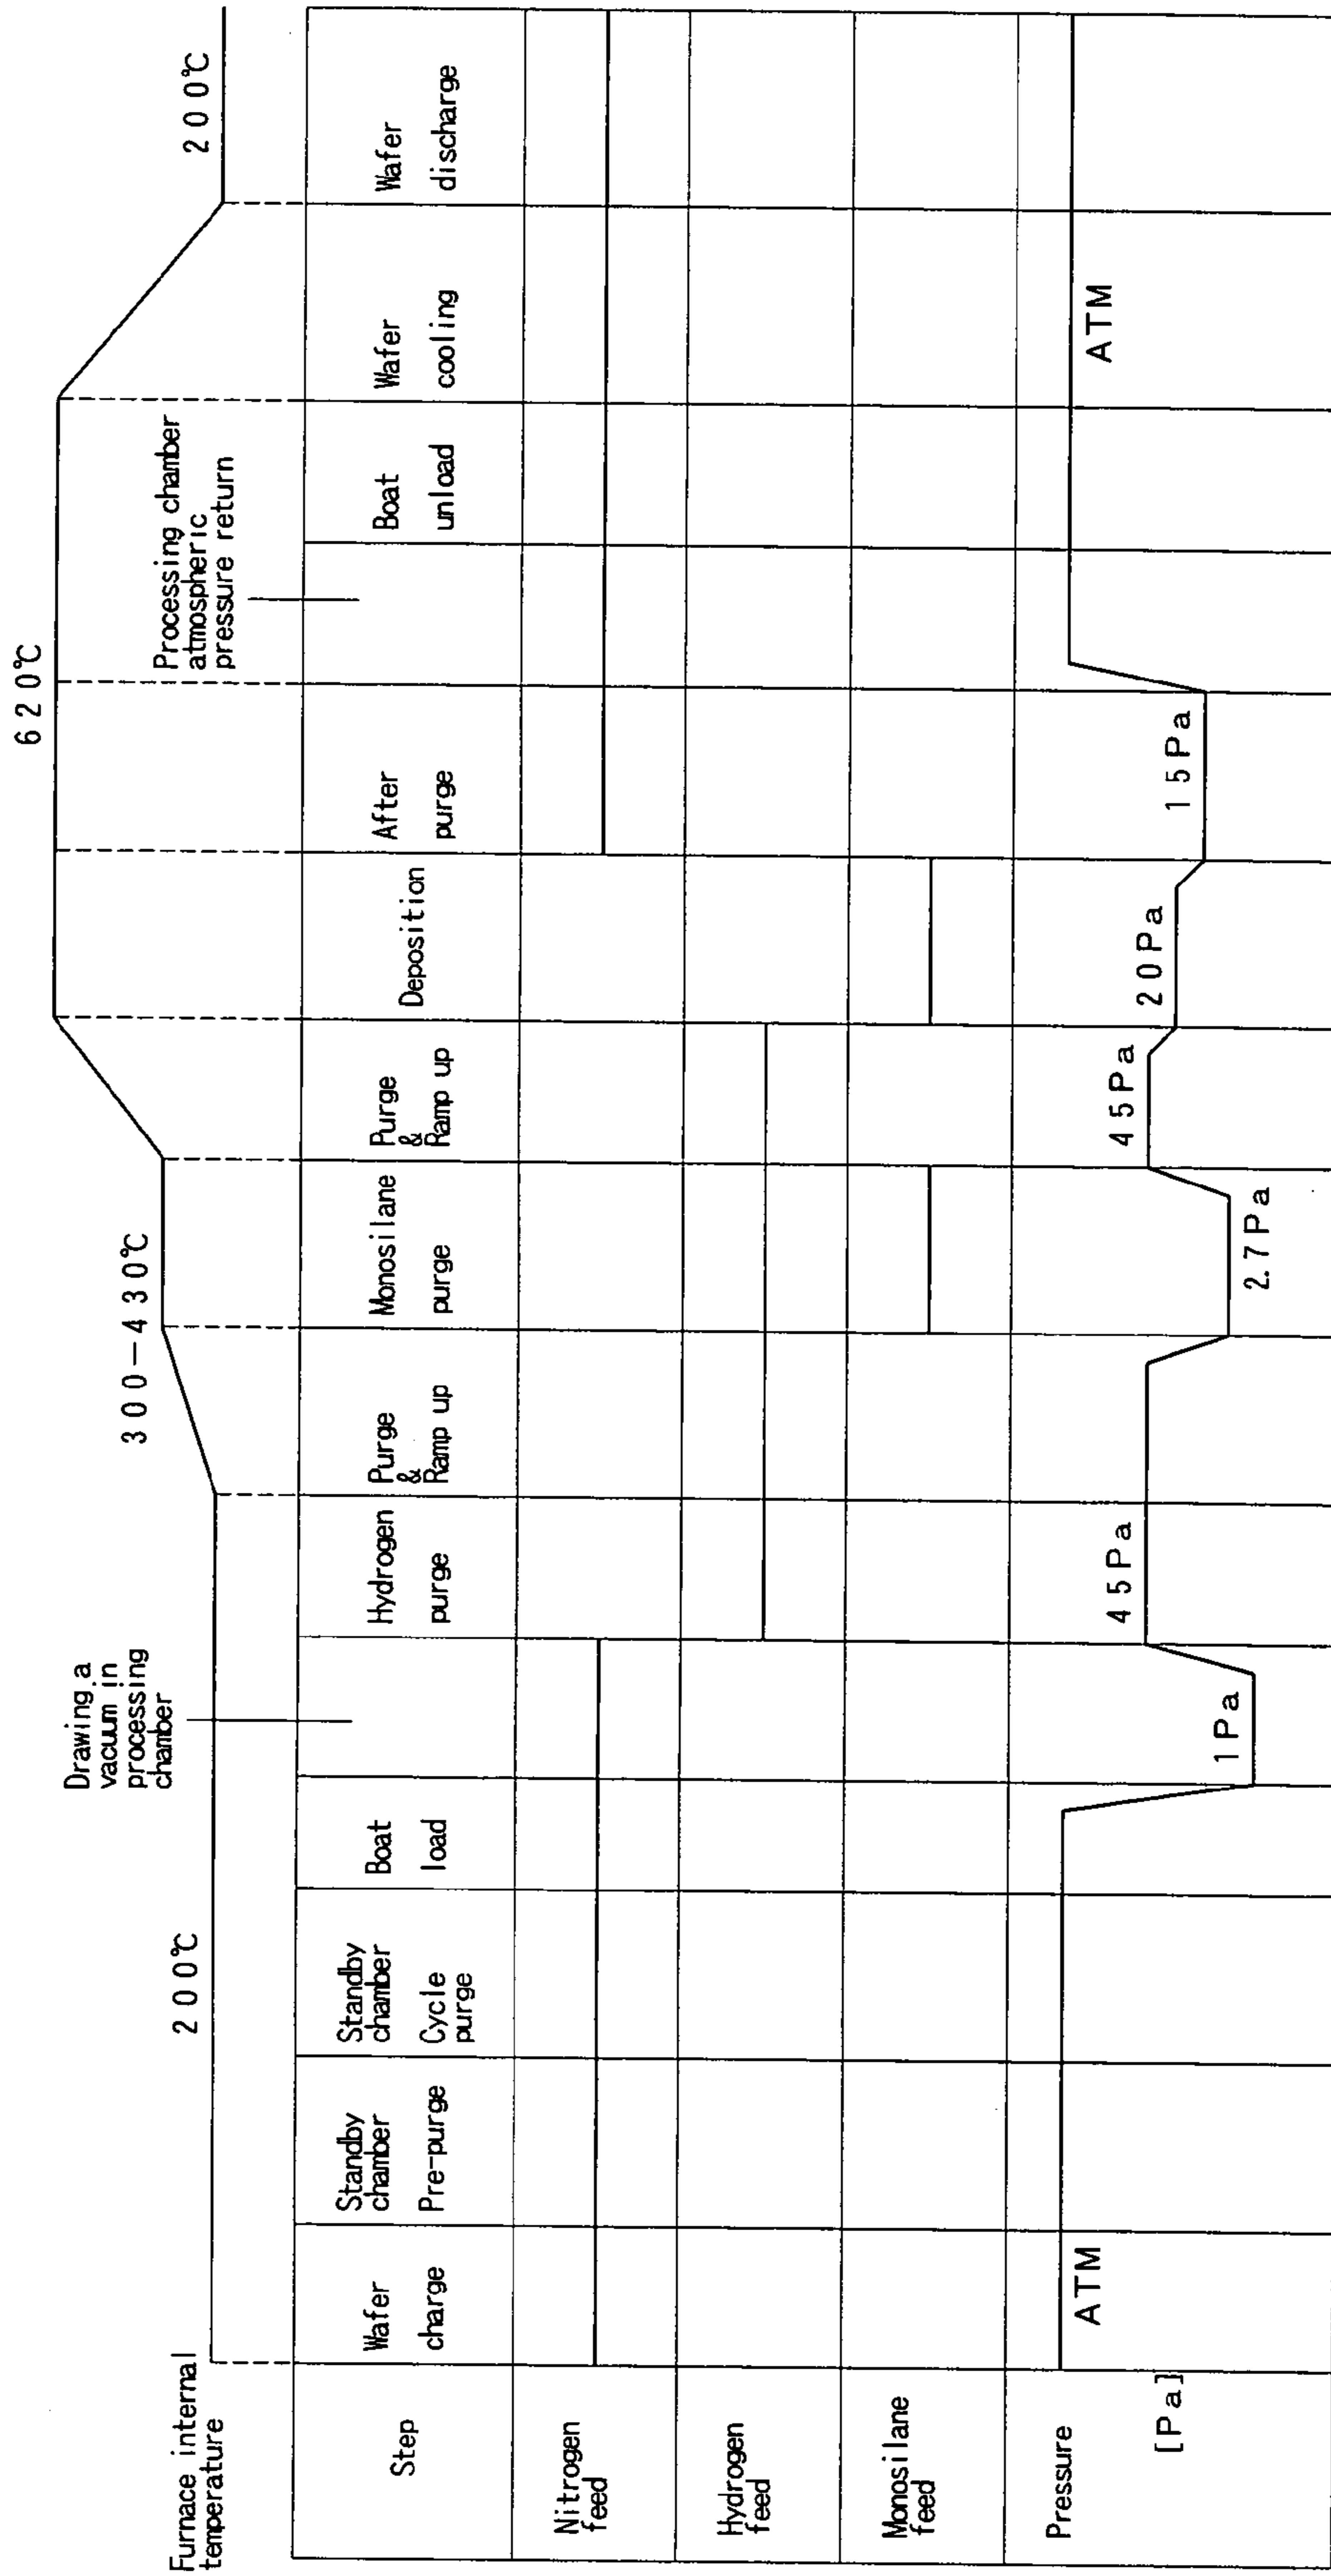 Furnace internal
temperature
200℃
300-430℃
620℃
200℃
Drawing a
vacuum in
processing
chamber
Processing chamber
atmospheric
pressure return
Step
Wafer
charge
Standby
chamber
Pre-purge
Standby
chamber
Cycle
purge
Boat
load
Hydrogen
purge
Purge
&
Ramp up
Monosilane
purge
Purge
&
Ramp up
Deposition
After
purge
Boat
unload
Wafer
cooling
Wafer
discharge
Nitrogen
feed
Hydrogen
feed
Monosilane
feed
Pressure
[Pa]
ATM
1Pa
45Pa
2.7Pa
45Pa
20Pa
15Pa
ATM